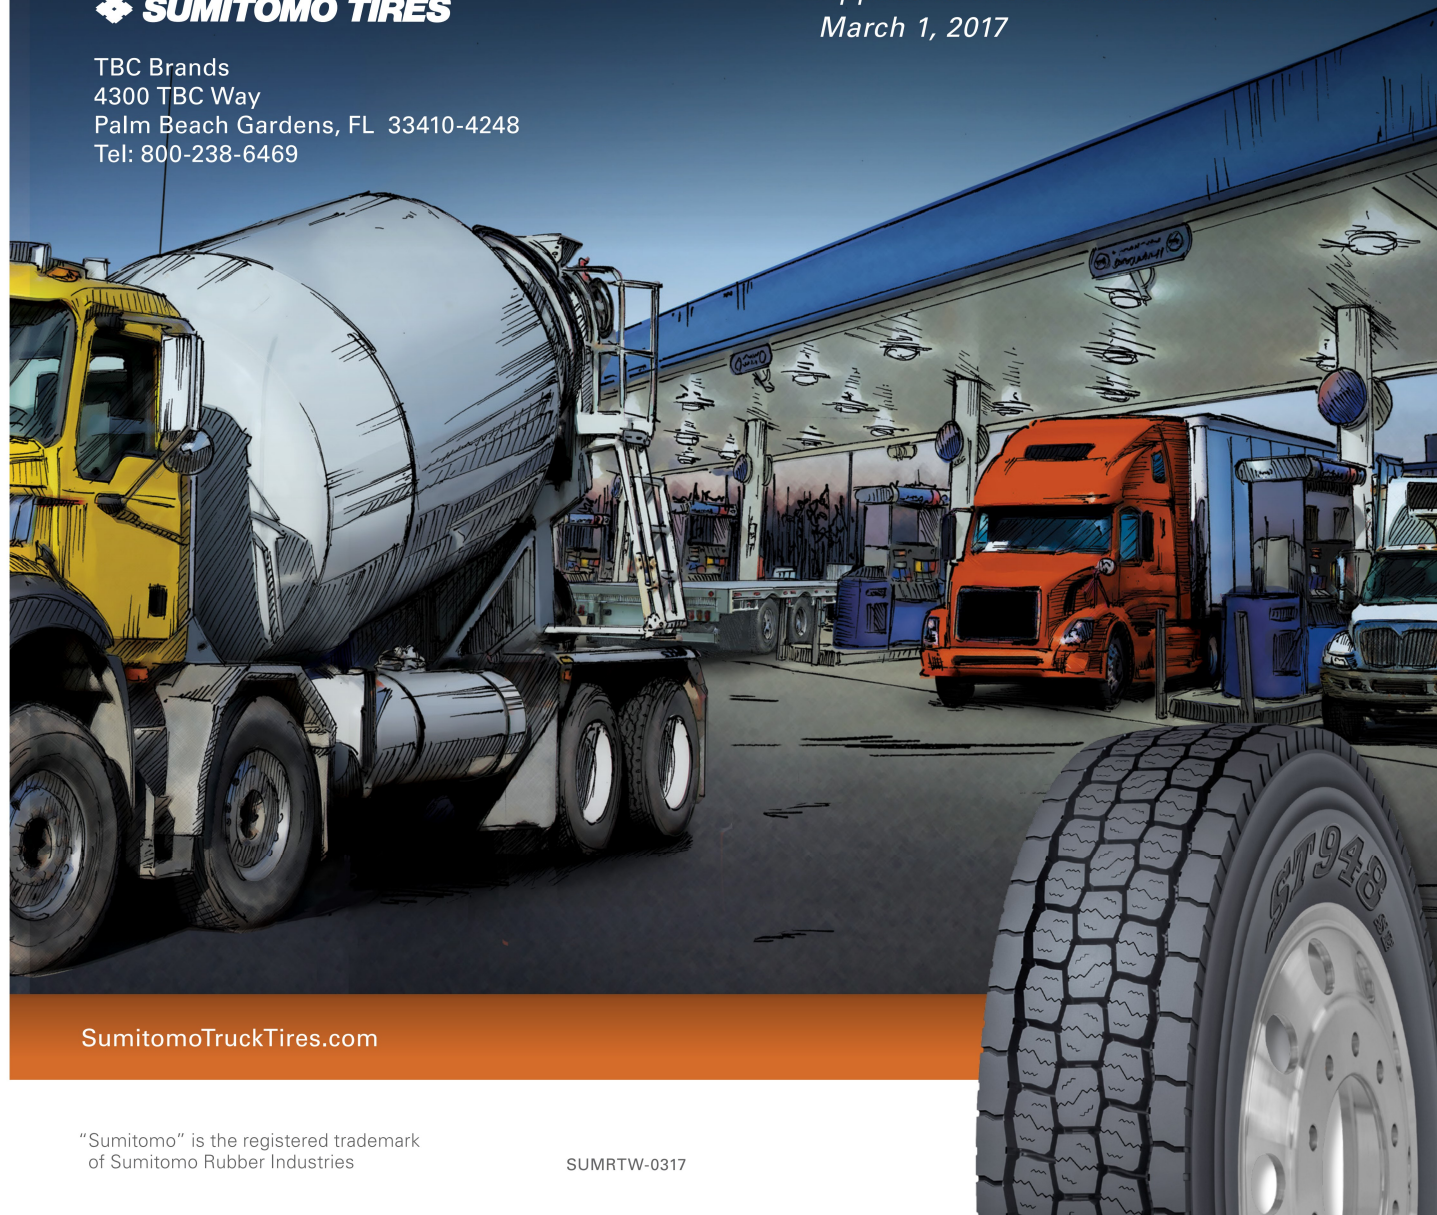 SUMITOMO TIRES
March 1, 2017
TBC Brands
4300 TBC Way
Palm Beach Gardens, FL 33410-4248
Tel: 800-238-6469
ST948
SE
SumitomoTruckTires.com
“Sumitomo” is the registered trademark
of Sumitomo Rubber Industries
SUMRTW-0317